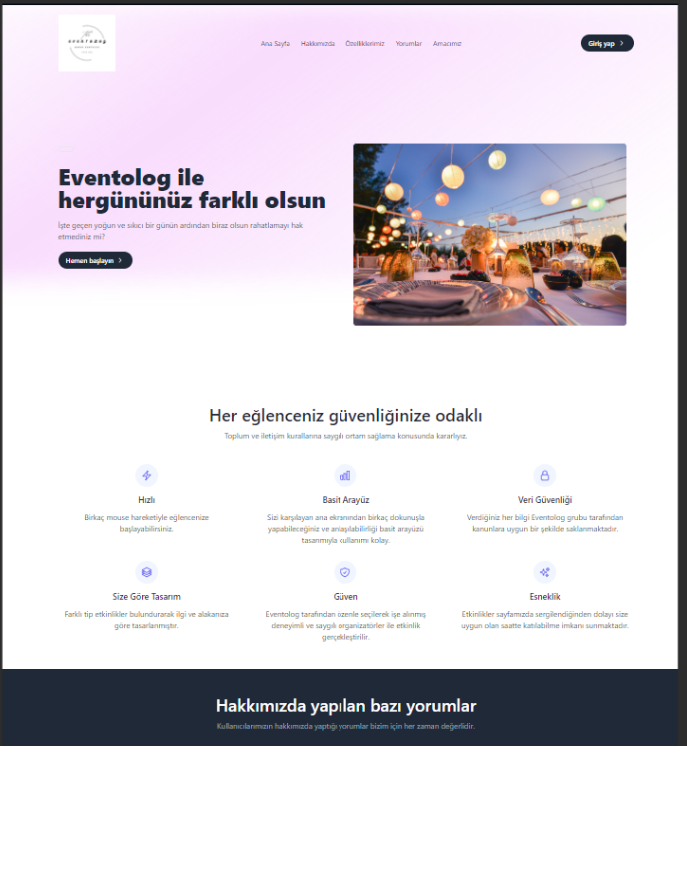 Ana Sayfa Hakkımızda Özelliklerimiz Yorumlar Amacımız
Giriş yap
Eventolog ile
hergününüz farklı olsun
İşte geçen yoğun ve sıkıcı bir günün ardından biraz olsun rahatlamayı hak
etmediniz mi?
Hemen başlayın
Her eğlenceniz güvenliğinize odaklı
Toplum ve iletişim kurallarına saygılı ortam sağlama konusunda kararlıyız.
Hızlı
Birkaç mouse hareketiyle eğlencenize
başlayabilirsiniz.
Basit Arayüz
Sizi karşılayan ana ekranından birkaç dokunuşla
yapabileceğiniz ve anlaşılabilirliği basit arayüzü
tasarımıyla kullanımı kolay.
Veri Güvenliği
Verdiğiniz her bilgi Eventolog grubu tarafından
kanunlara uygun bir şekilde saklanmaktadır.
Size Göre Tasarım
Farklı tip etkinlikler bulundurarak ilgi ve alakanıza
göre tasarlanmıştır.
Güven
Eventolog tarafından özenle seçilerek işe alınmış
deneyimli ve saygılı organizatörler ile etkinlik
gerçekleştirilir.
Esneklik
Etkinlikler sayfamızda sergilendiğinden dolayı size
uygun olan saatte katılabilme imkanı sunmaktadır.
Hakkımızda yapılan bazı yorumlar
Kullanıcılarımızın hakkımızda yaptığı yorumlar bizim için her zaman değerlidir.